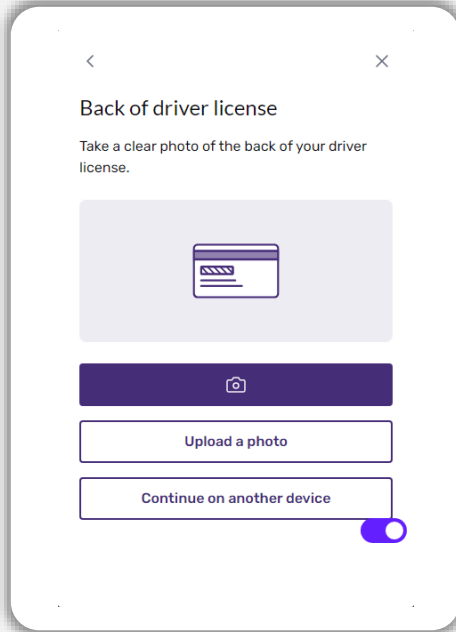 Back of driver license
Take a clear photo of the back of your driver
license.
Upload a photo
Continue on another device